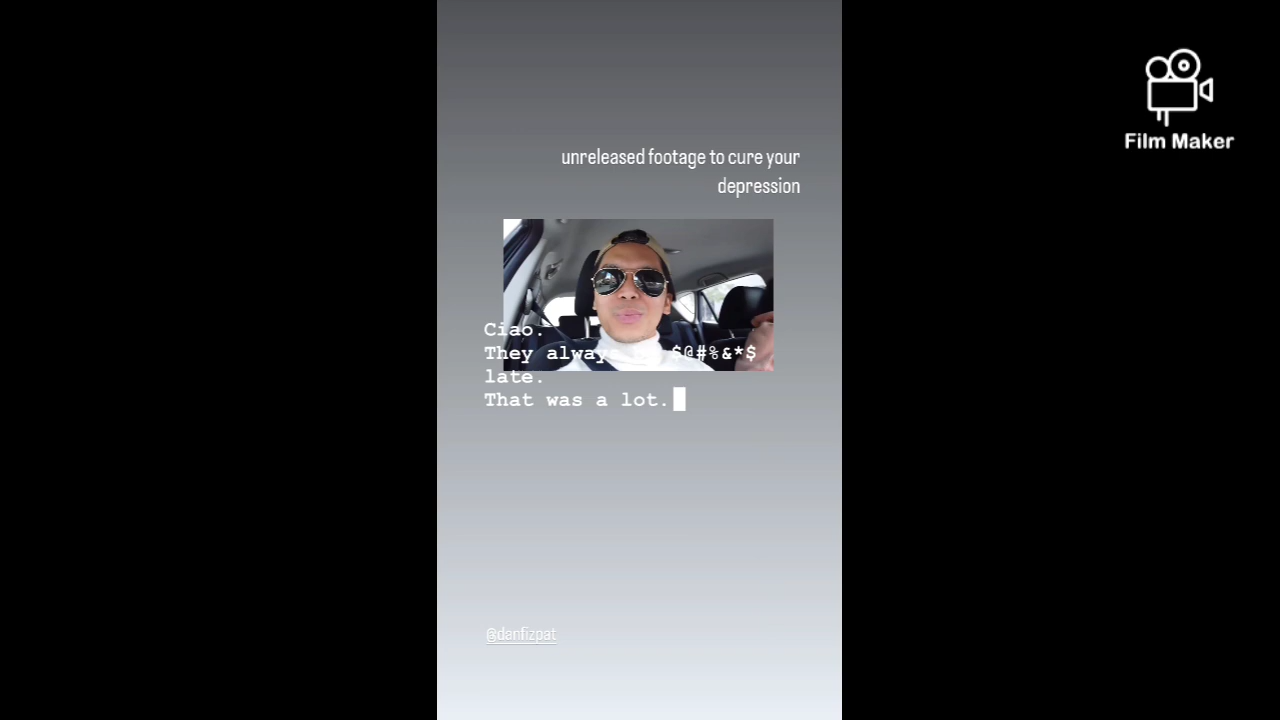 Film Maker
unreleased footage to cure your
depression
Ciao.
They always $@#%&*$
late.
That was a lot.
@danfizpat